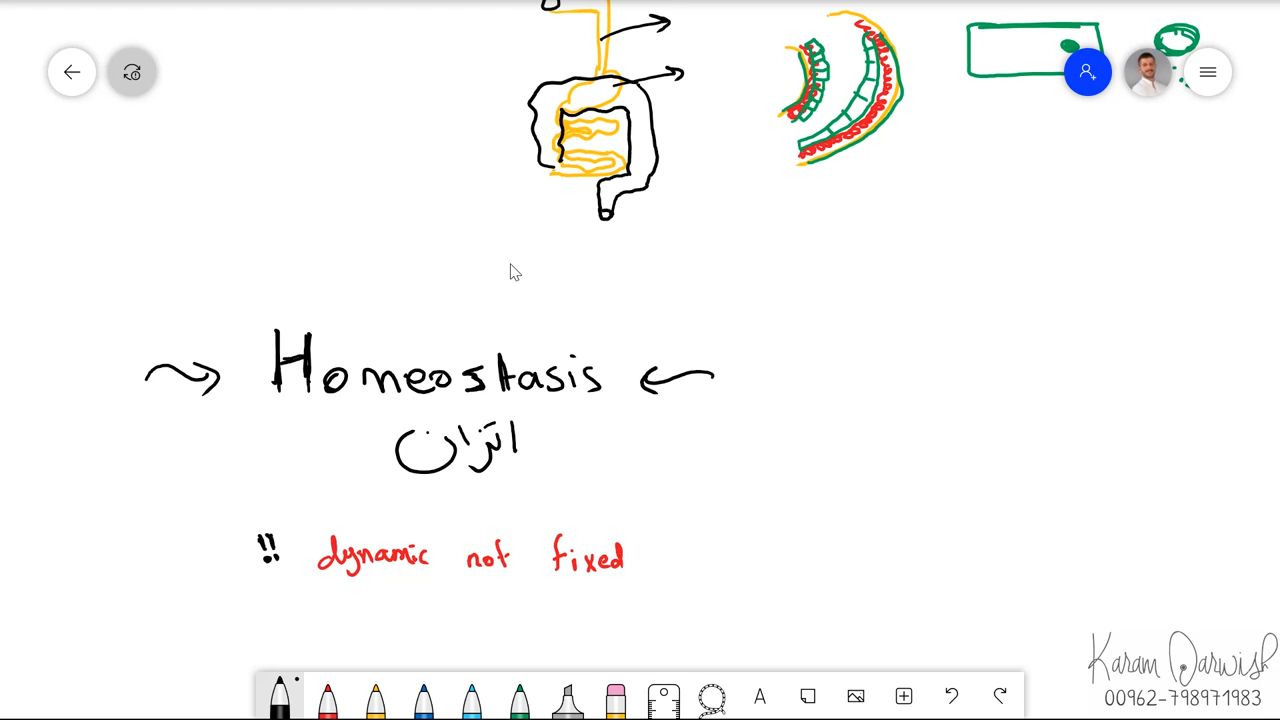 Homeostasis
اتزان
!! dynamic not fixed
A
Karam Darwish
00962-798971983